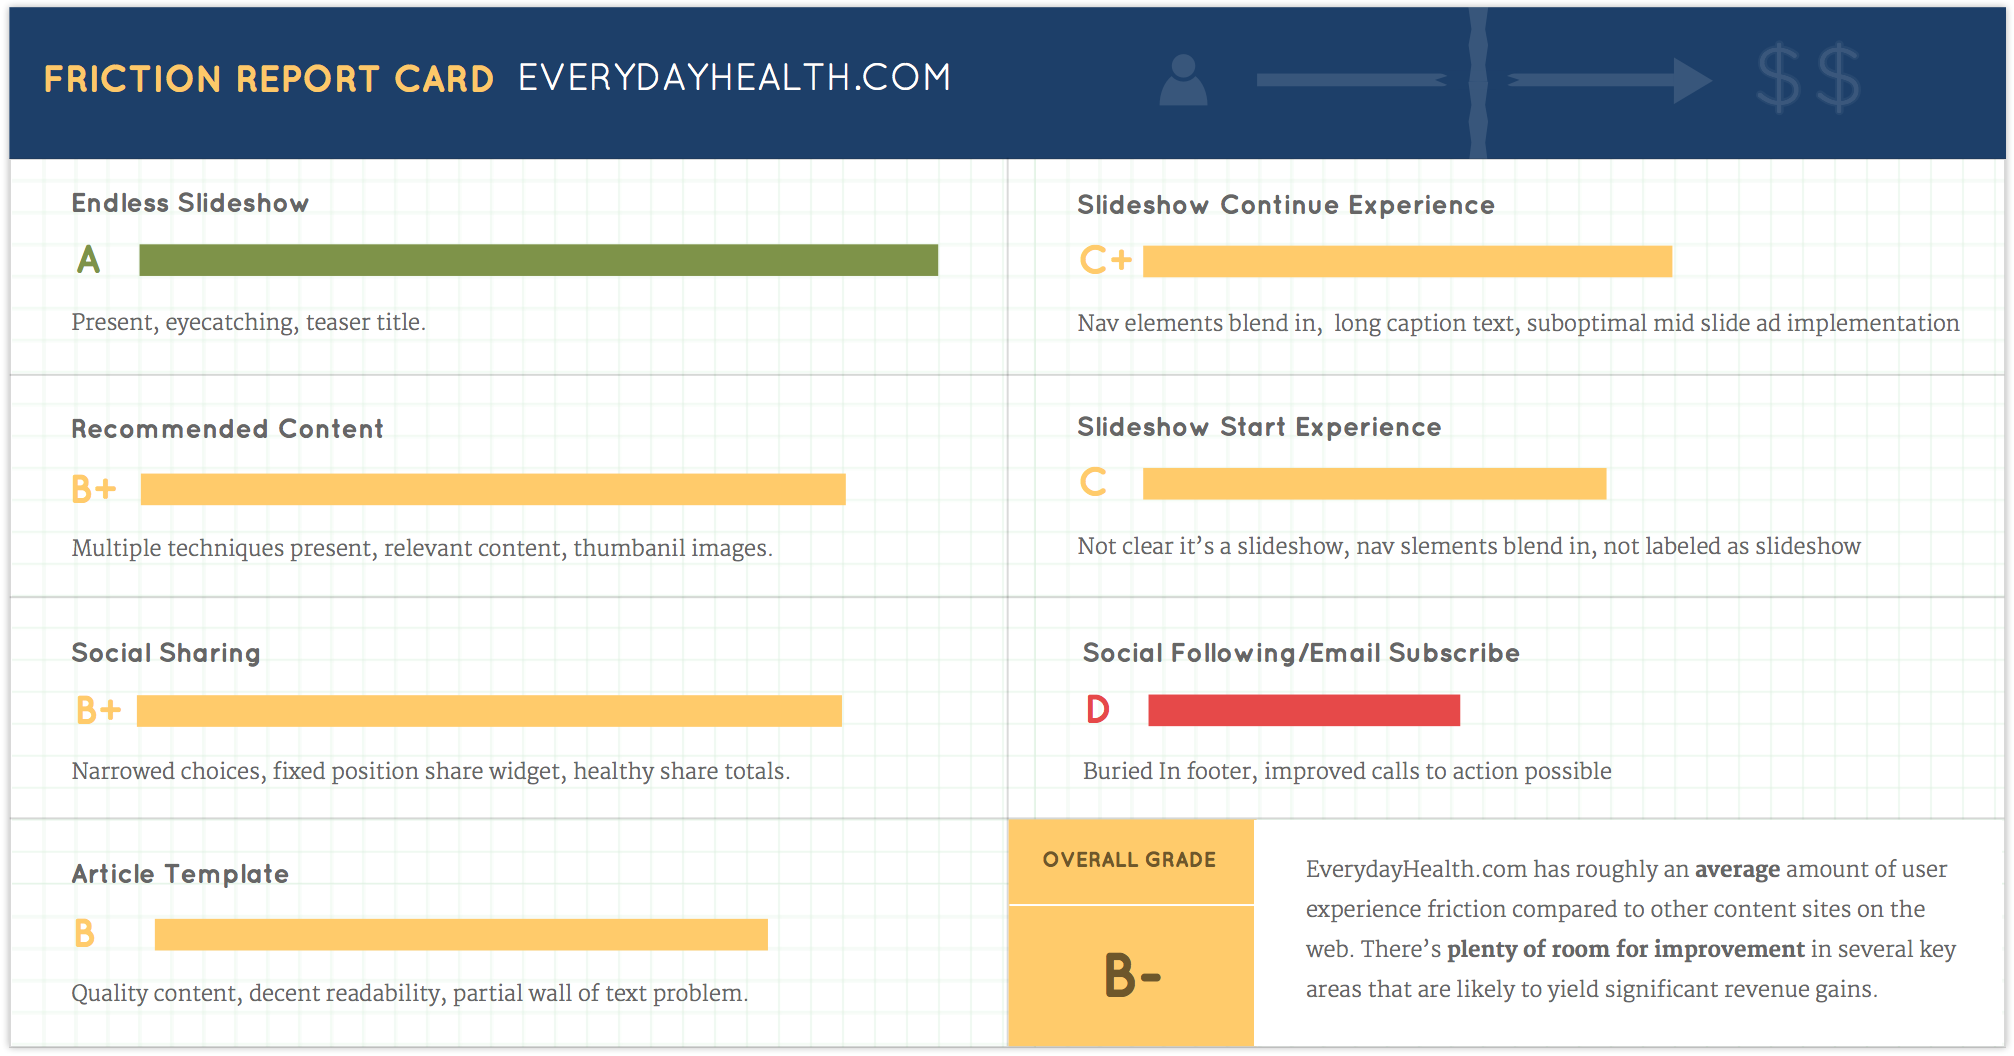 FRICTION REPORT CARD EVERYDAYHEALTH.COM
$$
Endless Slideshow
A
Present, eyecatching, teaser title.
Slideshow Continue Experience
C+
Nav elements blend in,  long caption text, suboptimal mid slide ad implementation
Recommended Content
B+
Multiple techniques present, relevant content, thumbanil images.
Slideshow Start Experience
C
Not clear it’s a slideshow, nav slements blend in, not labeled as slideshow
Social Sharing
B+
Narrowed choices, fixed position share widget, healthy share totals.
Social Following/Email Subscribe
D
Buried In footer, improved calls to action possible
Article Template
B
Quality content, decent readability, partial wall of text problem.
OVERALL GRADE
B-
EverydayHealth.com has roughly an average amount of user
experience friction compared to other content sites on the
web. There’s plenty of room for improvement in several key
areas that are likely to yield significant revenue gains.